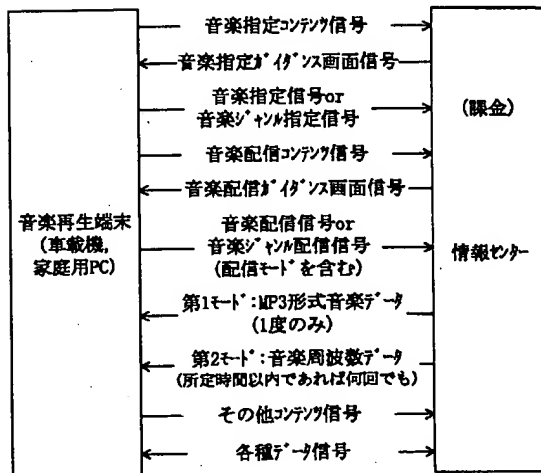 音楽指定ｺﾝﾃﾝﾂ信号
音楽指定ｶﾞｲﾀﾞﾝｽ画面信号
音楽指定信号or
音楽ｼﾞｬﾝﾙ指定信号
(課金)
音楽配信ｺﾝﾃﾝﾂ信号
音楽配信ｶﾞｲﾀﾞﾝｽ画面信号
音楽再生端末
(車載機,
家庭用PC)
音楽配信信号or
音楽ｼﾞｬﾝﾙ配信信号
(配信ﾓｰﾄﾞを含む)
情報ｾﾝﾀｰ
第1ﾓｰﾄﾞ:MP3形式音楽ﾃﾞｰﾀ
(1度のみ)
第2ﾓｰﾄﾞ:音楽周波数ﾃﾞｰﾀ
(所定時間以内であれば何回でも)
その他ｺﾝﾃﾝﾂ信号
各種ﾃﾞｰﾀ信号